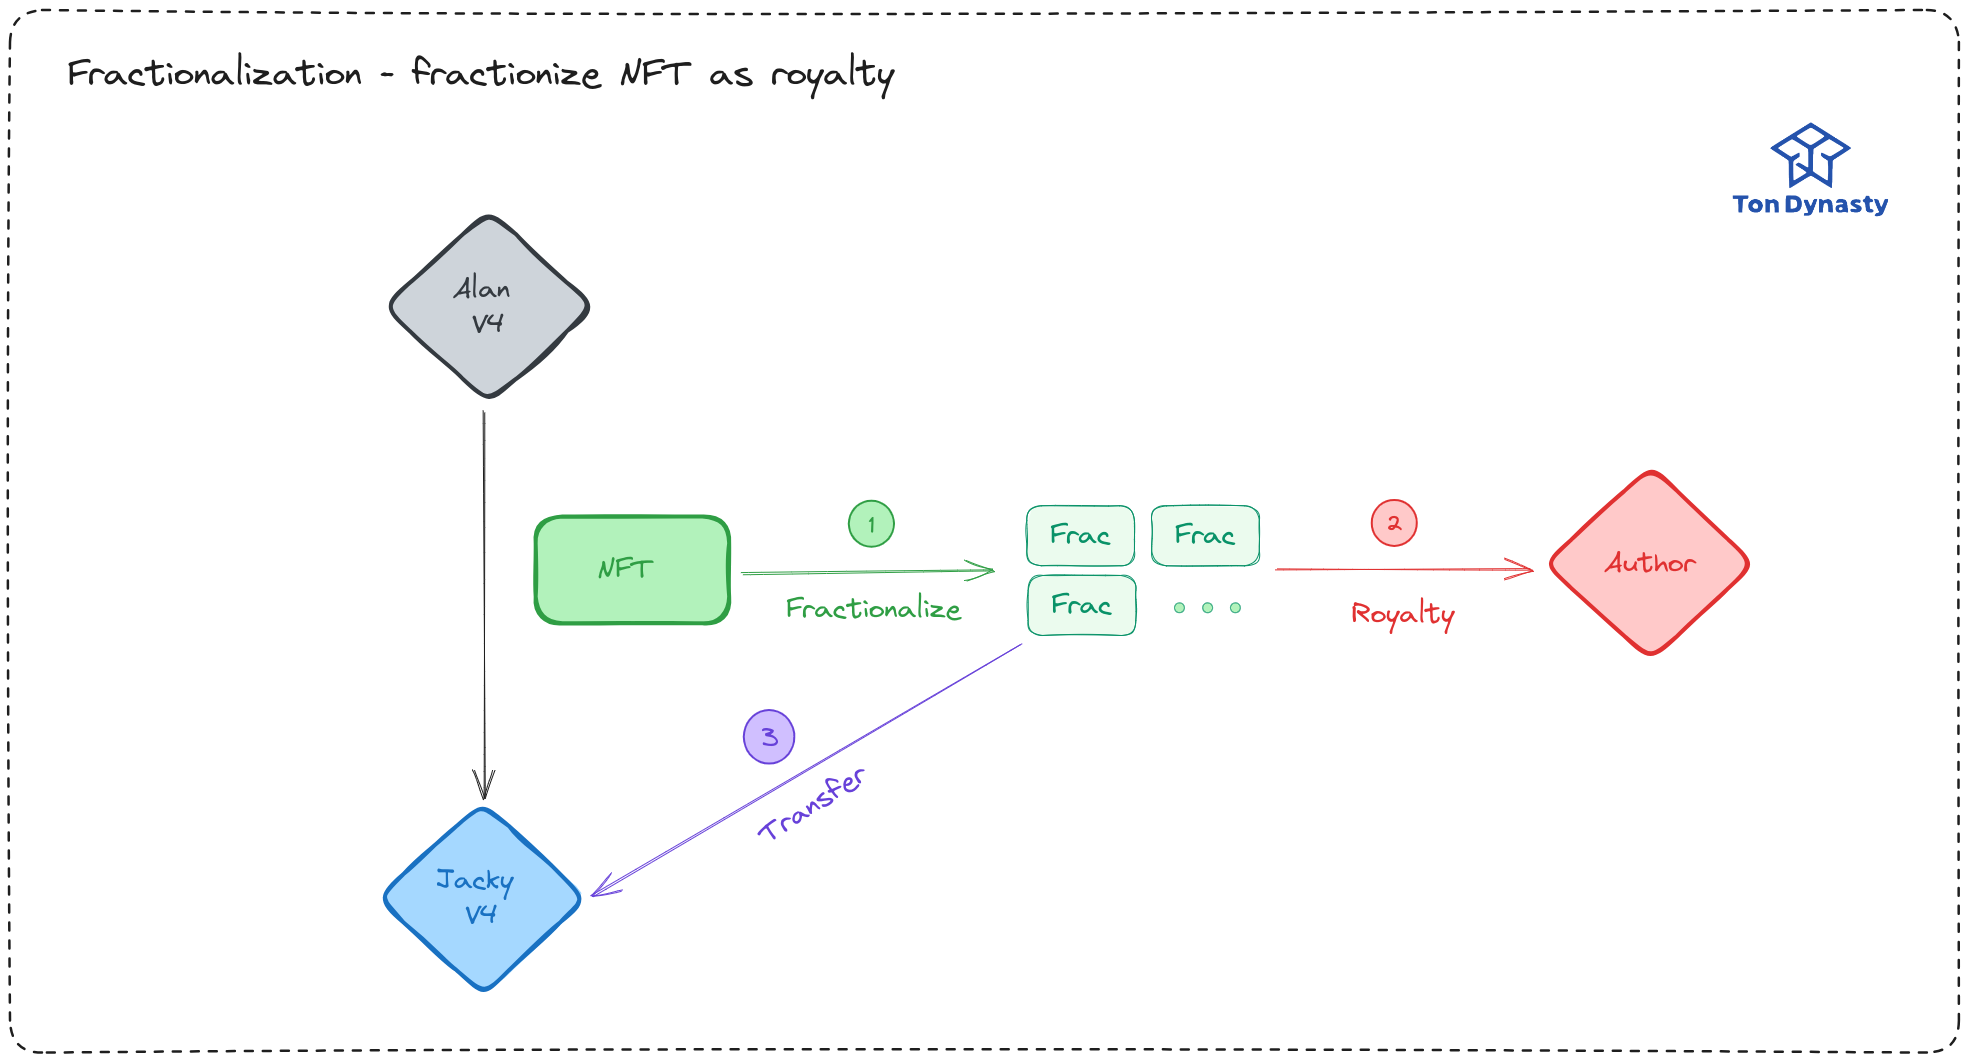 Fractionalization - fractionize NFT as royalty
Ton Dynasty
Alan
V4
NFT
1
Fractionalize
Frac
Frac
Frac
2
Royalty
Author
3
Transfer
Jacky
V4